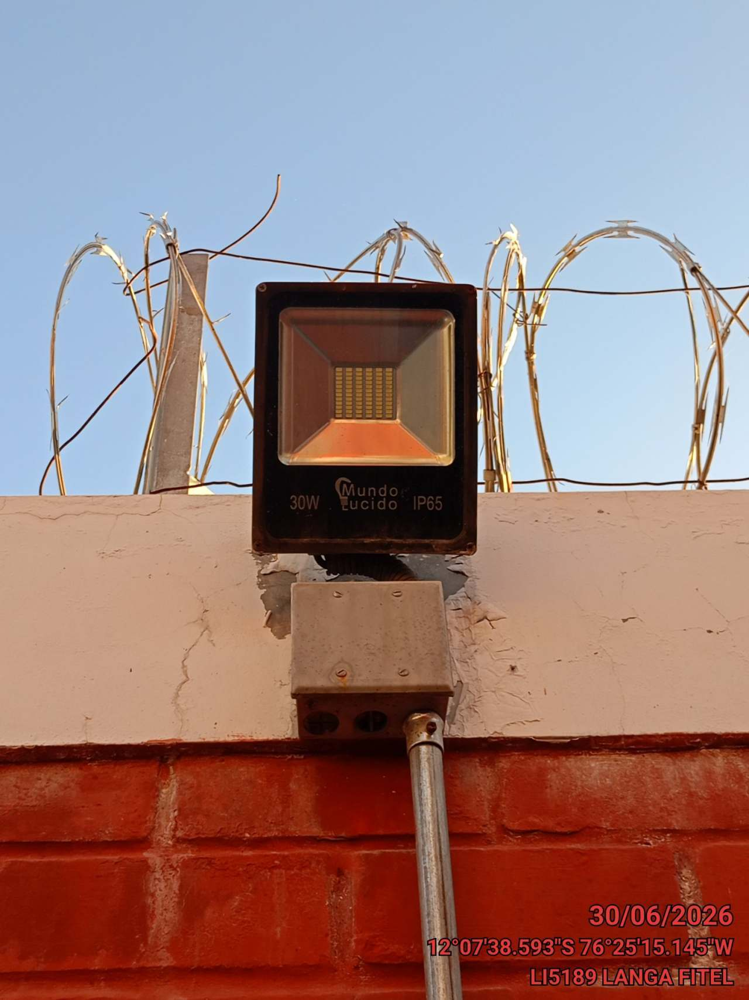 30W Mundo Lucido IP65
30/06/2026
12°07'38.593"S 76°25'15.145"W
LI5189 LANGA FITEL